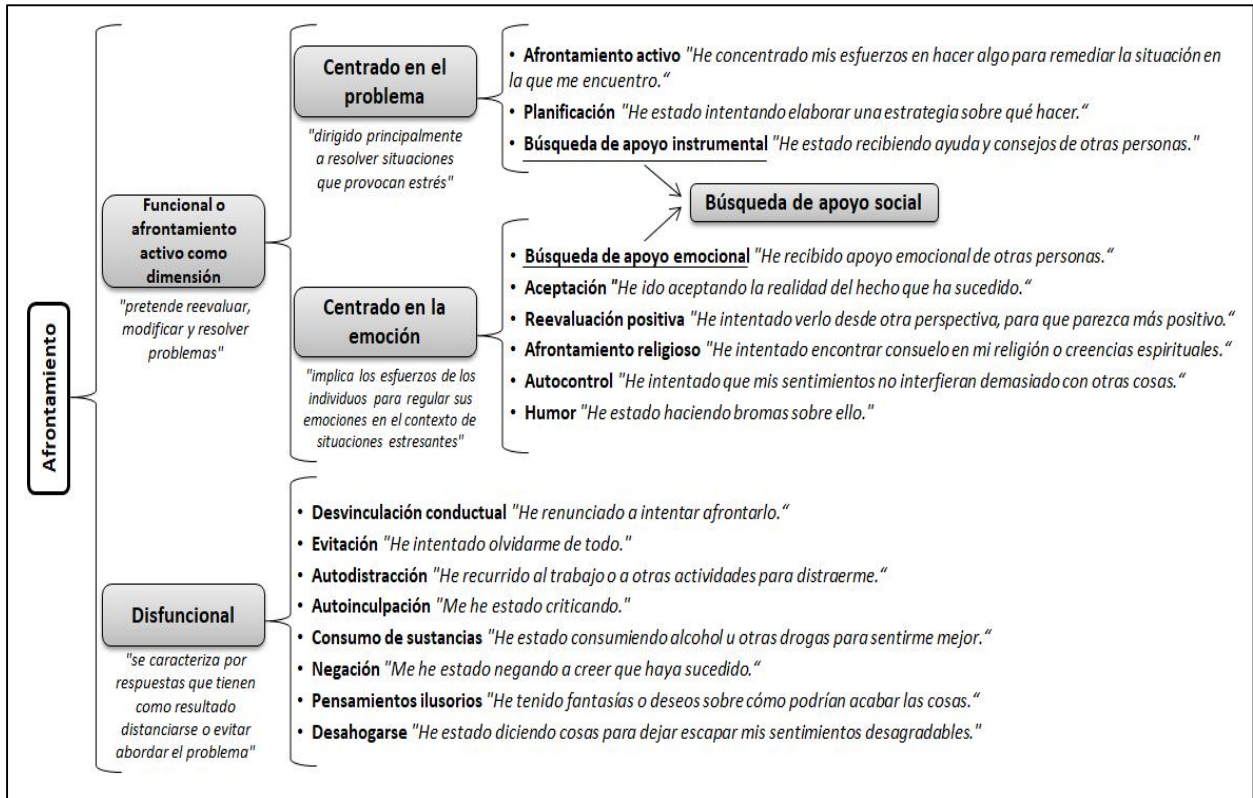 Afrontamiento
Funcional o
afrontamiento
activo como
dimensión
"pretende reevaluar,
modificar y resolver
problemas"
Centrado en el
problema
"dirigido principalmente
a resolver situaciones
que provocan estrés"
• Afrontamiento activo "He concentrado mis esfuerzos en hacer algo para remediar la situación en
la que me encuentro.“
• Planificación "He estado intentando elaborar una estrategia sobre qué hacer.“
• Búsqueda de apoyo instrumental "He estado recibiendo ayuda y consejos de otras personas."
Búsqueda de apoyo social
Centrado en la
emoción
"implica los esfuerzos de los
individuos para regular sus
emociones en el contexto de
situaciones estresantes"
• Búsqueda de apoyo emocional "He recibido apoyo emocional de otras personas.“
• Aceptación "He ido aceptando la realidad del hecho que ha sucedido.“
• Reevaluación positiva "He intentado verlo desde otra perspectiva, para que parezca más positivo.“
• Afrontamiento religioso "He intentado encontrar consuelo en mi religión o creencias espirituales.“
• Autocontrol "He intentado que mis sentimientos no interfieran demasiado con otras cosas.“
• Humor "He estado haciendo bromas sobre ello."
Disfuncional
"se caracteriza por
respuestas que tienen
como resultado
distanciarse o evitar
abordar el problema"
• Desvinculación conductual "He renunciado a intentar afrontarlo.“
• Evitación "He intentado olvidarme de todo."
• Autodistracción "He recurrido al trabajo o a otras actividades para distraerme.“
• Autoinculpación "Me he estado criticando."
• Consumo de sustancias "He estado consumiendo alcohol u otras drogas para sentirme mejor.“
• Negación "Me he estado negando a creer que haya sucedido.“
• Pensamientos ilusorios "He tenido fantasías o deseos sobre cómo podrían acabar las cosas.“
• Desahogarse "He estado diciendo cosas para dejar escapar mis sentimientos desagradables."